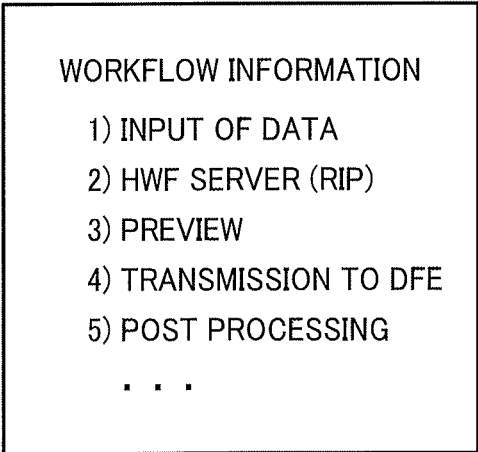 WORKFLOW INFORMATION
1) INPUT OF DATA
2) HWF SERVER (RIP)
3) PREVIEW
4) TRANSMISSION TO DFE
5) POST PROCESSING
. . .